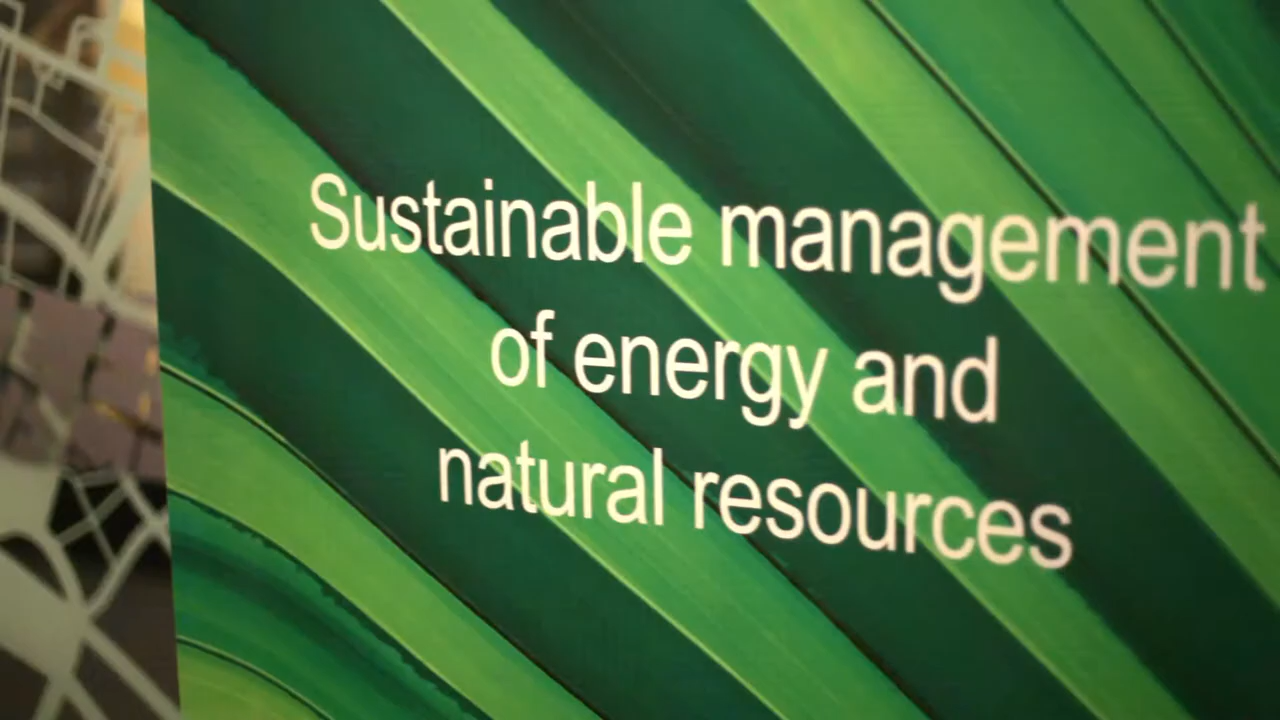 Sustainable management
of energy and
natural resources